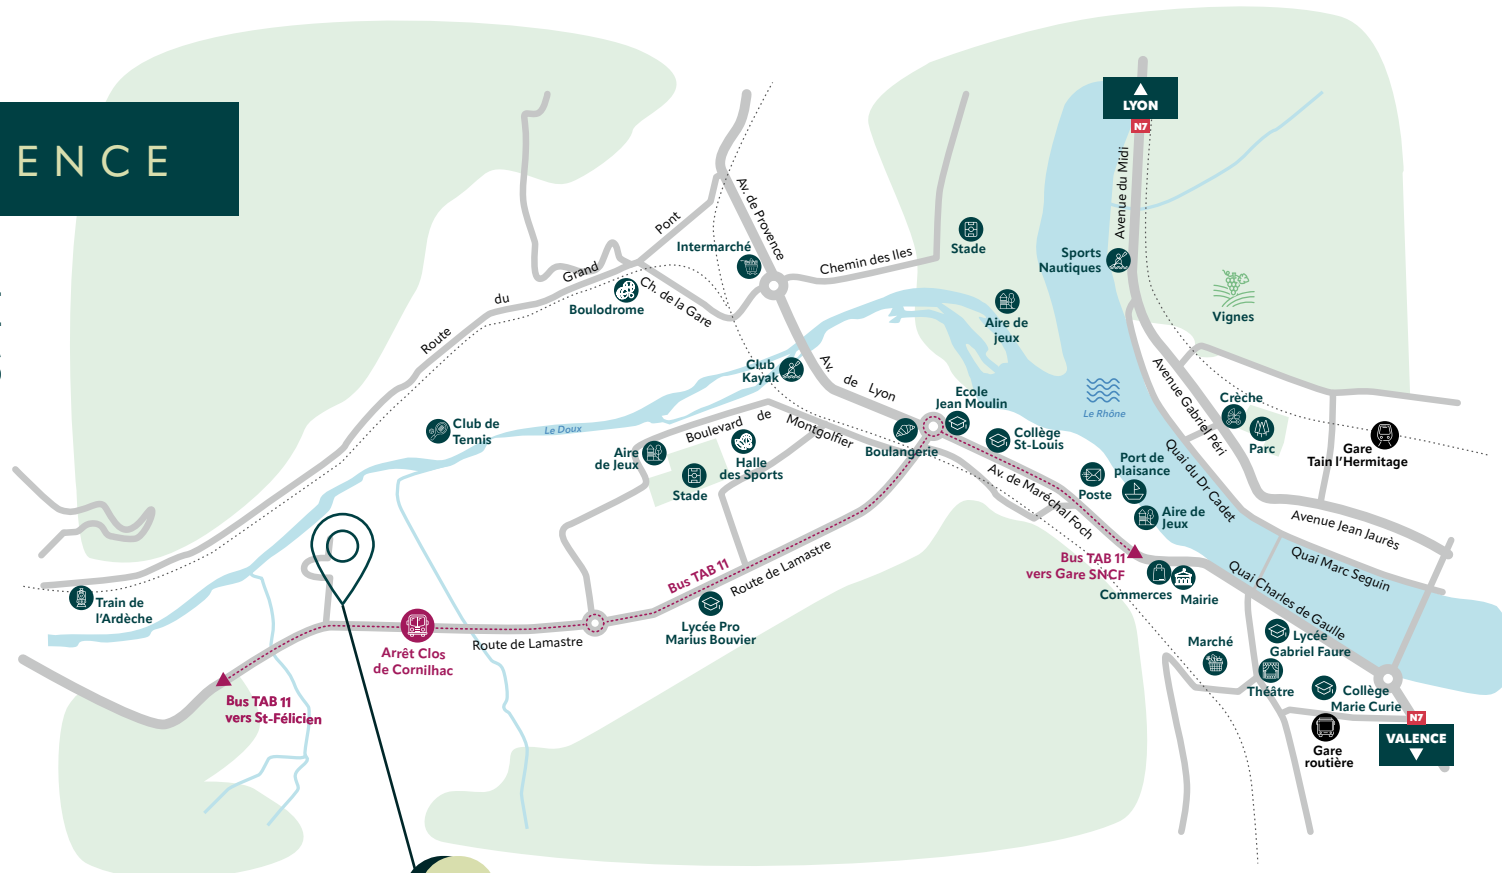 ENCE
LYON
N7
Avenue du Midi
Av. de Provence
Pont
Intermarché
Grand
Chemin des Iles
Stade
Sports
Nautiques
Ch. de la Gare
Boulodrome
du
Route
Aire de
jeux
Vignes
Club
Kayak
Av.
de
Lyon
Ecole
Jean Moulin
Le Rhône
Avenue Gabriel Péri
Crèche
Parc
Gare
Tain l'Hermitage
Club de
Tennis
Le Doux
Boulevard
de
Montgolfier
Aire
de Jeux
Halle
des Sports
Stade
Boulangerie
Collège
St-Louis
Port de
plaisance
Poste
Aire de
Jeux
Quai du Dr Cadet
Av. de Maréchal Foch
Avenue Jean Jaurès
Quai Marc Seguin
Bus TAB 11
vers Gare SNCF
Commerces
Mairie
Quai Charles de Gaulle
Bus TAB 11
Route de Lamastre
Lycée Pro
Marius Bouvier
Train de
l'Ardèche
Arrêt Clos
de Cornilhac
Route de Lamastre
Bus TAB 11
vers St-Félicien
Marché
Lycée
Gabriel Faure
Théâtre
Collège
Marie Curie
Gare
routière
N7
VALENCE